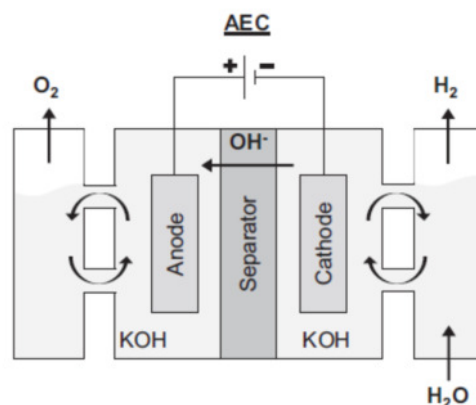 AEC
+ −
O₂
H₂
OH⁻
Anode
Separator
Cathode
KOH
KOH
H₂O